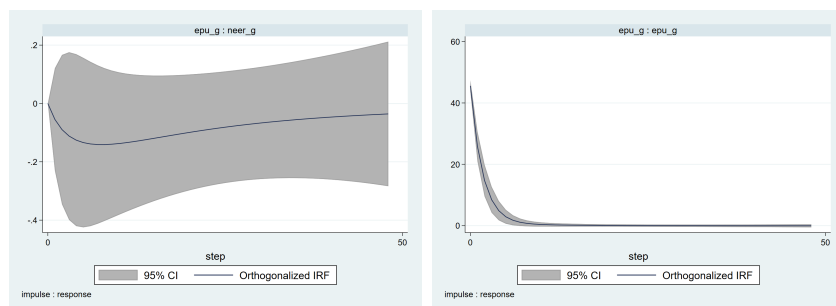 epu_g : neer_g
.2
0
-.2
-.4
0
50
step
95% CI
Orthogonalized IRF
impulse : response
epu_g : epu_g
60
40
20
0
0
50
step
95% CI
Orthogonalized IRF
impulse : response